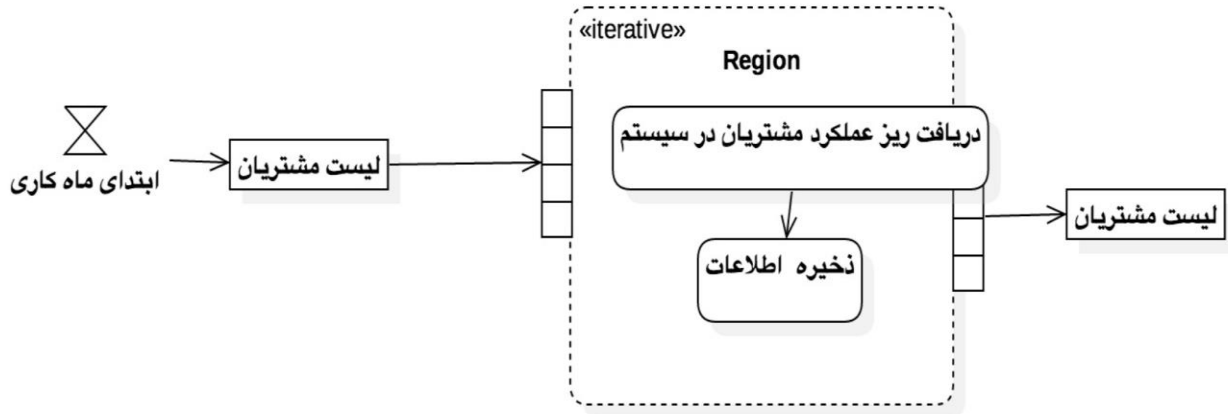 «iterative»
Region
ابتدای ماه کاری
لیست مشتریان
دریافت ریز عملکرد مشتریان در سیستم
ذخیره اطلاعات
لیست مشتریان